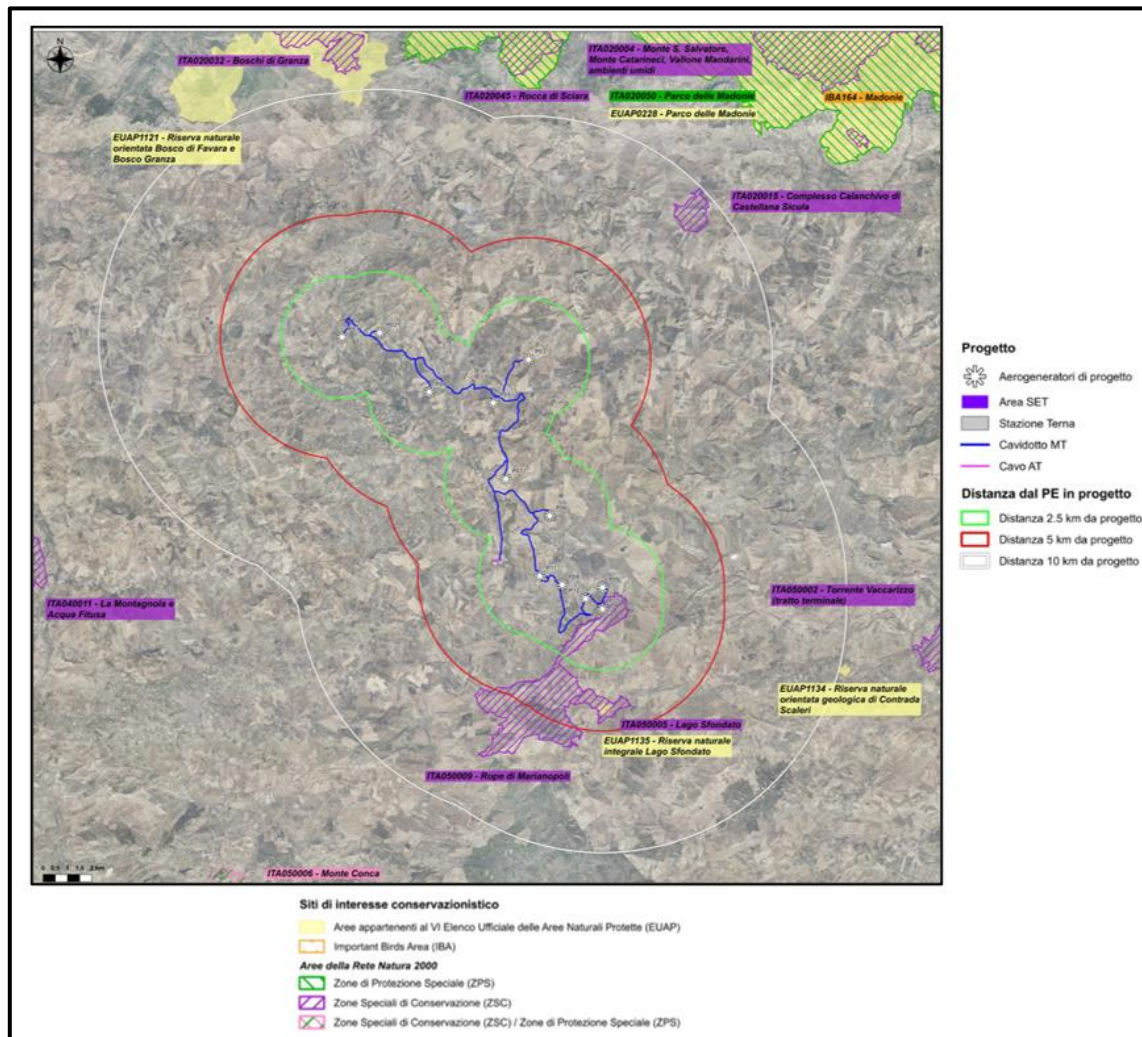 N
ITA020032 - Boschi di Granza
ITA020004 - Monte S. Salvatore,
Monte Catarineci, Vallone Mandarini,
ambienti umidi
ITA020045 - Rocca di Sciara
ITA020050 - Parco delle Madonie
IBA164 - Madonie
EUAP0228 - Parco delle Madonie
EUAP1121 - Riserva naturale
orientata Bosco di Favara e
Bosco Granza
ITA020015 - Complesso Calanchivo di
Castellana Sicula
ITA040011 - La Montagnola e
Acqua Fitusa
ITA050002 - Torrente Vaccarizzo
(tratto terminale)
EUAP1134 - Riserva naturale
orientata geologica di Contrada
Scaleri
ITA050005 - Lago Sfondato
EUAP1135 - Riserva naturale
integrale Lago Sfondato
ITA050009 - Rupe di Marianopoli
ITA050006 - Monte Conca
Progetto
Aerogeneratori di progetto
Area SET
Stazione Terna
Cavidotto MT
Cavo AT
Distanza dal PE in progetto
Distanza 2.5 km da progetto
Distanza 5 km da progetto
Distanza 10 km da progetto
Siti di interesse conservazionistico
Aree appartenenti al VI Elenco Ufficiale delle Aree Naturali Protette (EUAP)
Important Birds Area (IBA)
Aree della Rete Natura 2000
Zone di Protezione Speciale (ZPS)
Zone Speciali di Conservazione (ZSC)
Zone Speciali di Conservazione (ZSC) / Zone di Protezione Speciale (ZPS)